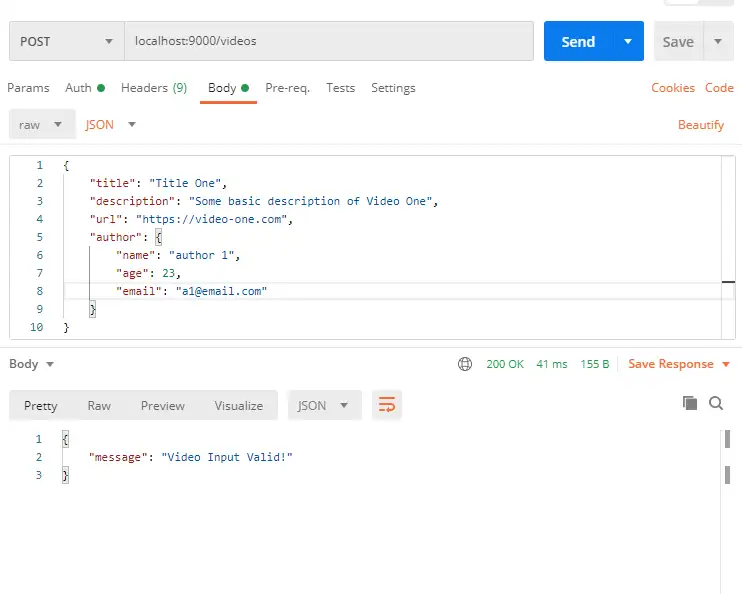 POST localhost:9000/videos Send Save
Params Auth Headers (9) Body Pre-req. Tests Settings Cookies Code
raw JSON Beautify
1 {
2 "title": "Title One",
3 "description": "Some basic description of Video One",
4 "url": "https://video-one.com",
5 "author": {
6 "name": "author 1",
7 "age": 23,
8 "email": "a1@email.com"
9 }
10 }
Body 200 OK 41 ms 155 B Save Response
Pretty Raw Preview Visualize JSON
1 {
2 "message": "Video Input Valid!"
3 }